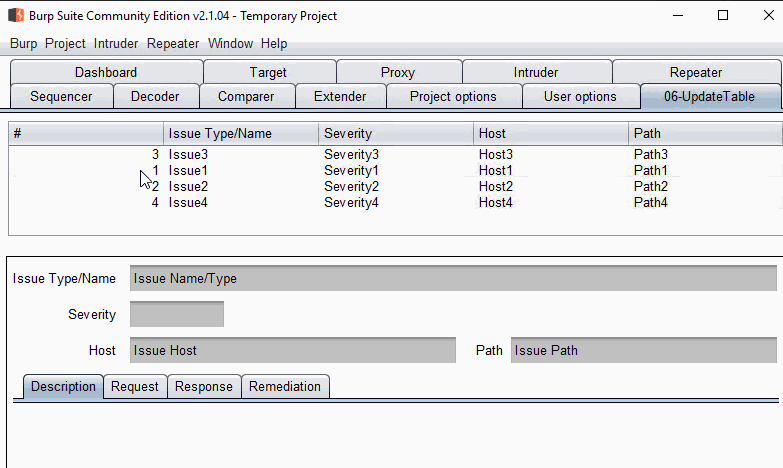 Burp Suite Community Edition v2.1.04 - Temporary Project
Burp Project Intruder Repeater Window Help
Dashboard Target Proxy Intruder Repeater
Sequencer Decoder Comparer Extender Project options User options 06-UpdateTable
# Issue Type/Name Severity Host Path
3 Issue3 Severity3 Host3 Path3
1 Issue1 Severity1 Host1 Path1
2 Issue2 Severity2 Host2 Path2
4 Issue4 Severity4 Host4 Path4
Issue Type/Name Issue Name/Type
Severity
Host Issue Host Path Issue Path
Description Request Response Remediation